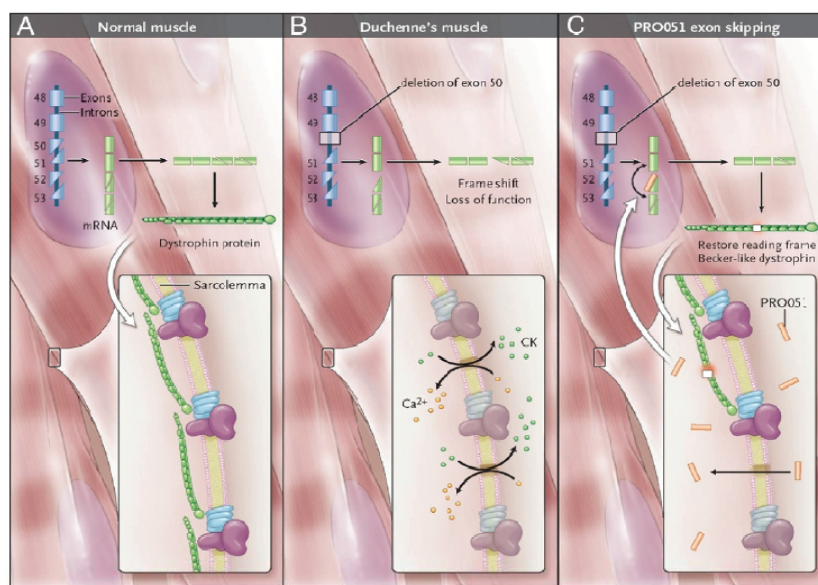 A Normal muscle
48
49
50
51
52
53
Exons
Introns
mRNA
Dystrophin protein
Sarcolemma
B Duchenne's muscle
deletion of exon 50
48
49
51
52
53
Frame shift
Loss of function
CK
Ca2+
C PRO051 exon skipping
deletion of exon 50
48
49
51
52
53
Restore reading frame
Becker-like dystrophin
PRO051